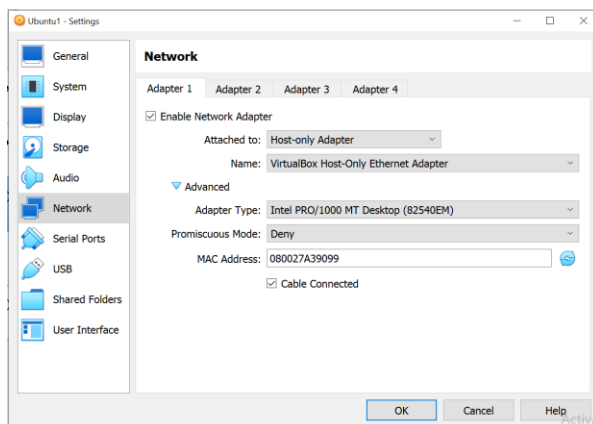 Ubuntu1 - Settings
General
System
Display
Storage
Audio
Network
Serial Ports
USB
Shared Folders
User Interface
Network
Adapter 1 Adapter 2 Adapter 3 Adapter 4
Enable Network Adapter
Attached to: Host-only Adapter
Name: VirtualBox Host-Only Ethernet Adapter
Advanced
Adapter Type: Intel PRO/1000 MT Desktop (82540EM)
Promiscuous Mode: Deny
MAC Address: 080027A39099
Cable Connected
OK Cancel Help